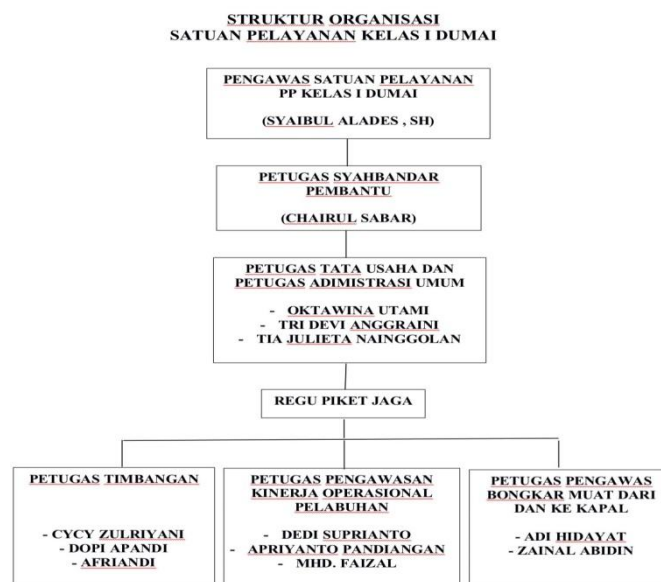 STRUKTUR ORGANISASI
SATUAN PELAYANAN KELAS I DUMAI
PENGAWAS SATUAN PELAYANAN
PP KELAS I DUMAI
(SYAIBUL ALADES , SH)
PETUGAS SYAHBANDAR
PEMBANTU
(CHAIRUL SABAR)
PETUGAS TATA USAHA DAN
PETUGAS ADIMISTRASI UMUM
- OKTAWINA UTAMI
- TRI DEVI ANGGRAINI
- TIA JULIETA NAINGGOLAN
REGU PIKET JAGA
PETUGAS TIMBANGAN
- CYCY ZULRIYANI
- DOPI APANDI
- AFRIANDI
PETUGAS PENGAWASAN
KINERJA OPERASIONAL
PELABUHAN
- DEDI SUPRIANTO
- APRIYANTO PANDIANGAN
- MHD. FAIZAL
PETUGAS PENGAWAS
BONGKAR MUAT DARI
DAN KE KAPAL
- ADI HIDAYAT
- ZAINAL ABIDIN